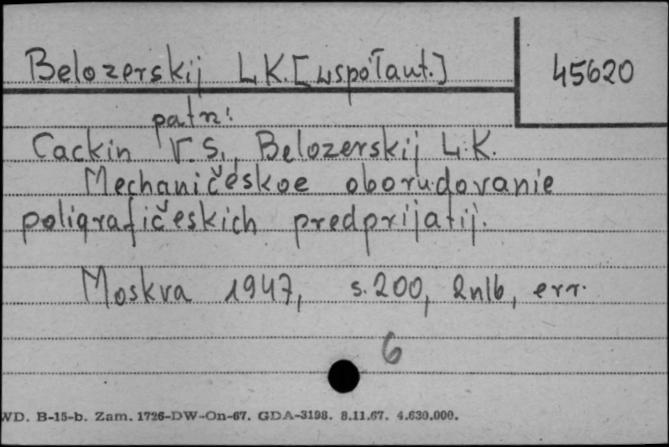 Belozerskij L.K. [współaut.]
45620
patrz:
Cackin V.S., Belozerskij L.K.
Mechaničeskoe oborudovanie
poligrafičeskich predprijatij.
Moskva 1947, s. 200, 2nlb, err.
6
WD. B-15-b. Zam. 1726-DW-On-67. GDA-3198. 8.11.67. 4.630.000.